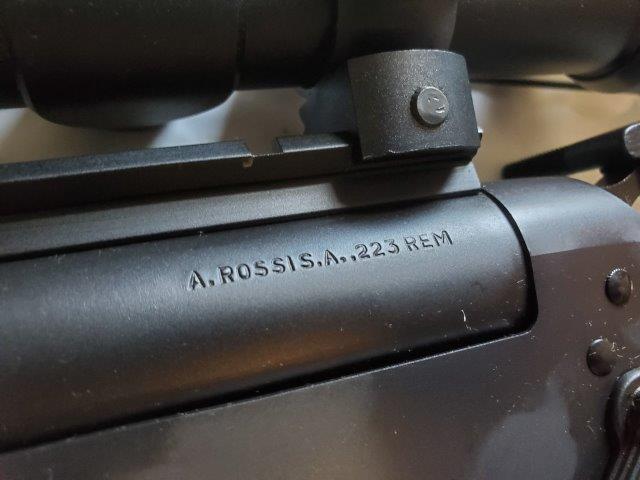 A. ROSSI S.A., .223 REM